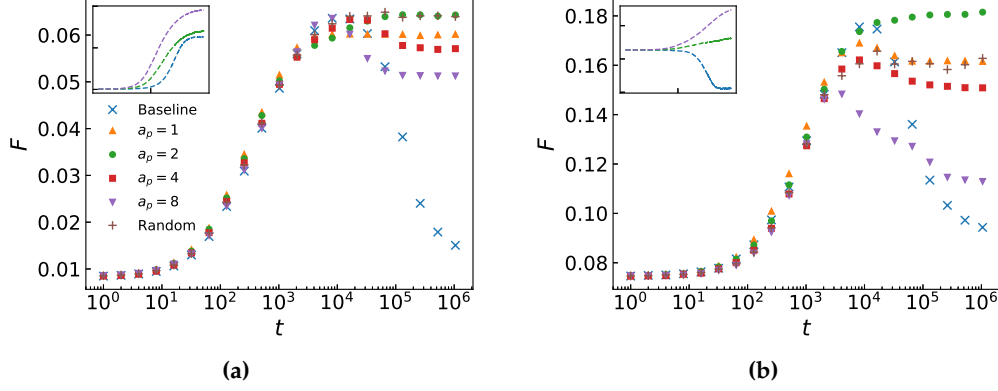 0.06
0.05
0.04
0.03
0.02
0.01
F
Baseline
a_p = 1
a_p = 2
a_p = 4
a_p = 8
Random
10^0 10^1 10^2 10^3 10^4 10^5 10^6
t
(a)
0.18
0.16
0.14
0.12
0.10
0.08
F
10^0 10^1 10^2 10^3 10^4 10^5 10^6
t
(b)